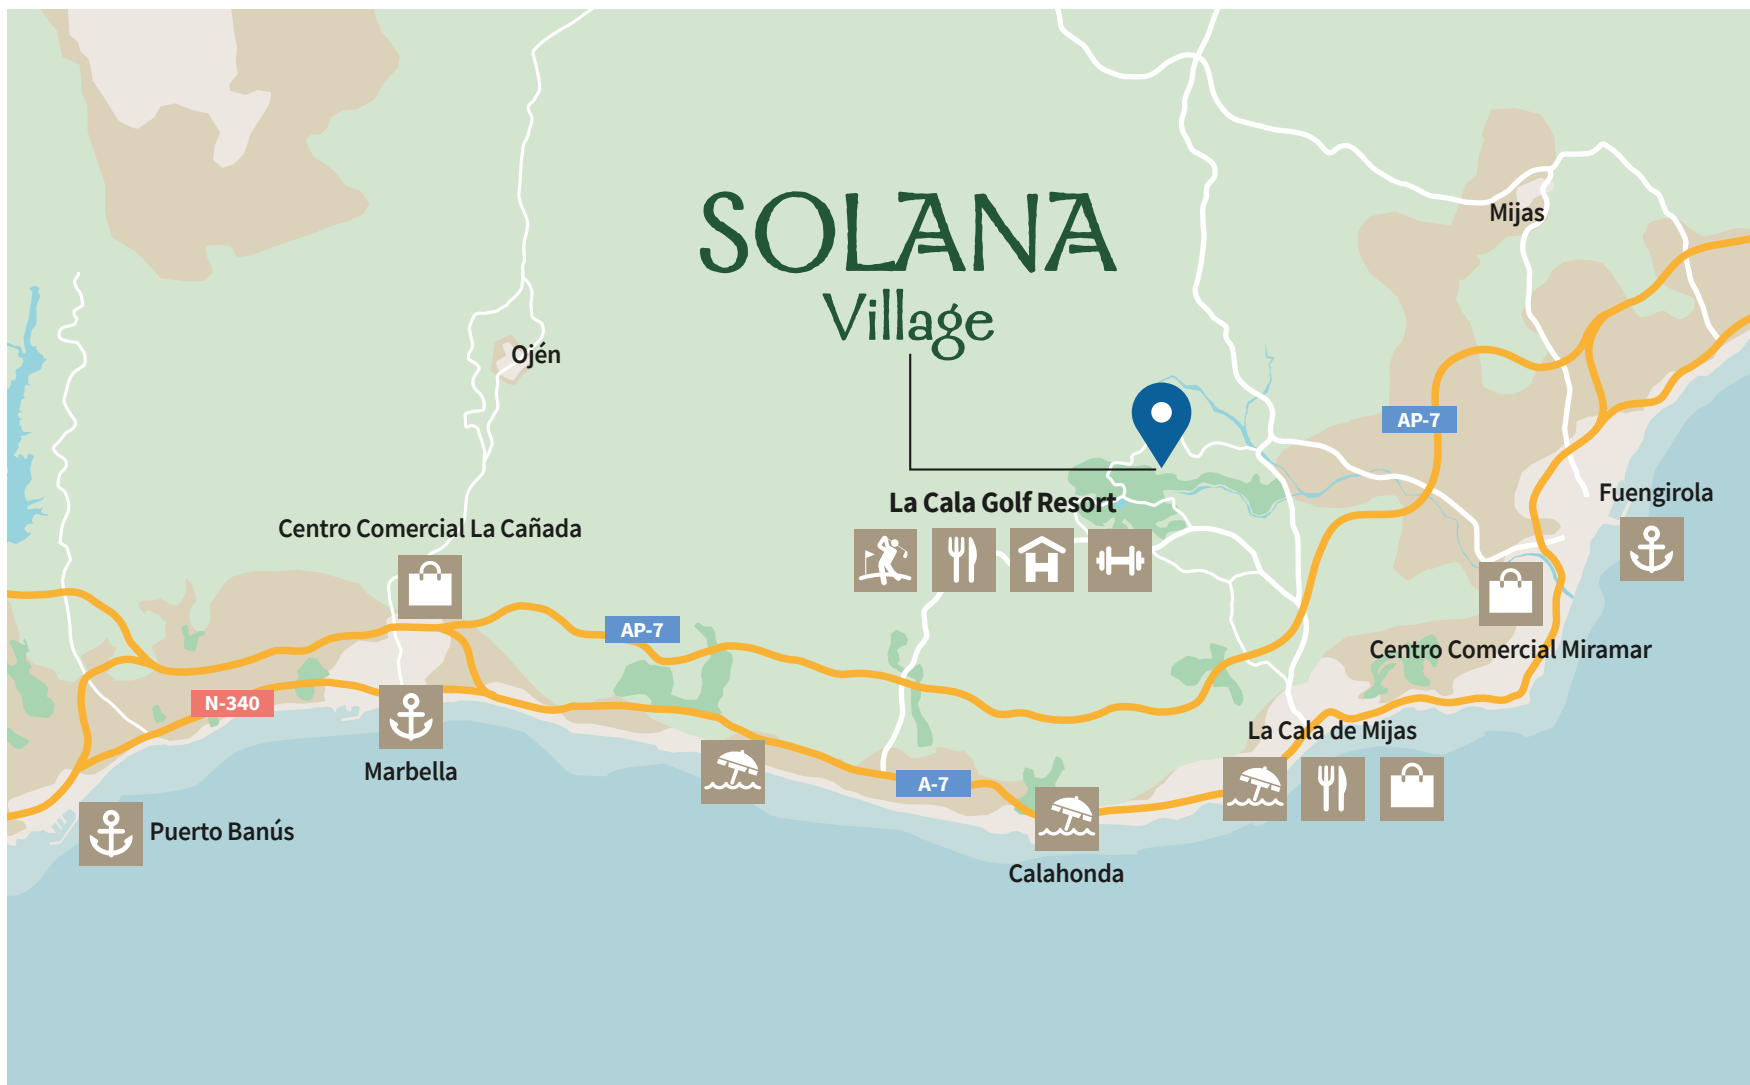 SOLANA
Village
Mijas
Ojén
AP-7
La Cala Golf Resort
Fuengirola
Centro Comercial La Cañada
AP-7
Centro Comercial Miramar
N-340
La Cala de Mijas
Marbella
A-7
Puerto Banús
Calahonda